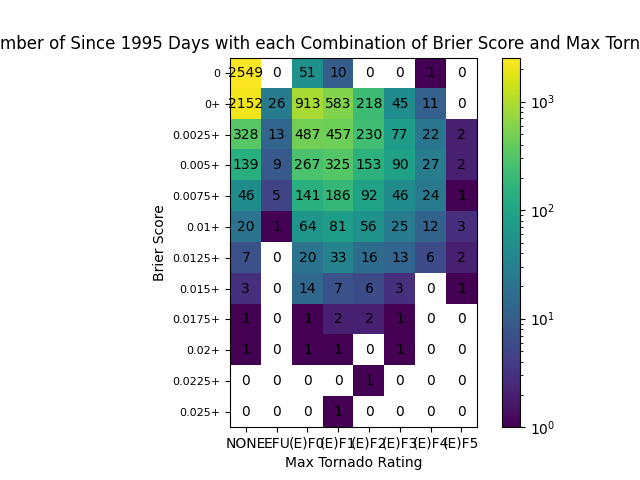 mber of Since 1995 Days with each Combination of Brier Score and Max Torn
0 2549 0 51 10 0 0 1 0
0+ 2152 26 913 583 218 45 11 0
0.0025+ 328 13 487 457 230 77 22 2
0.005+ 139 9 267 325 153 90 27 2
0.0075+ 46 5 141 186 92 46 24 1
0.01+ 20 1 64 81 56 25 12 3
0.0125+ 7 0 20 33 16 13 6 2
0.015+ 3 0 14 7 6 3 0 1
0.0175+ 1 0 1 2 2 1 0 0
0.02+ 1 0 1 1 0 1 0 0
0.0225+ 0 0 0 0 1 0 0 0
0.025+ 0 0 0 1 0 0 0 0
NONE EFU (E)F0 (E)F1 (E)F2 (E)F3 (E)F4 (E)F5
Max Tornado Rating
Brier Score
10³
10²
10¹
10⁰